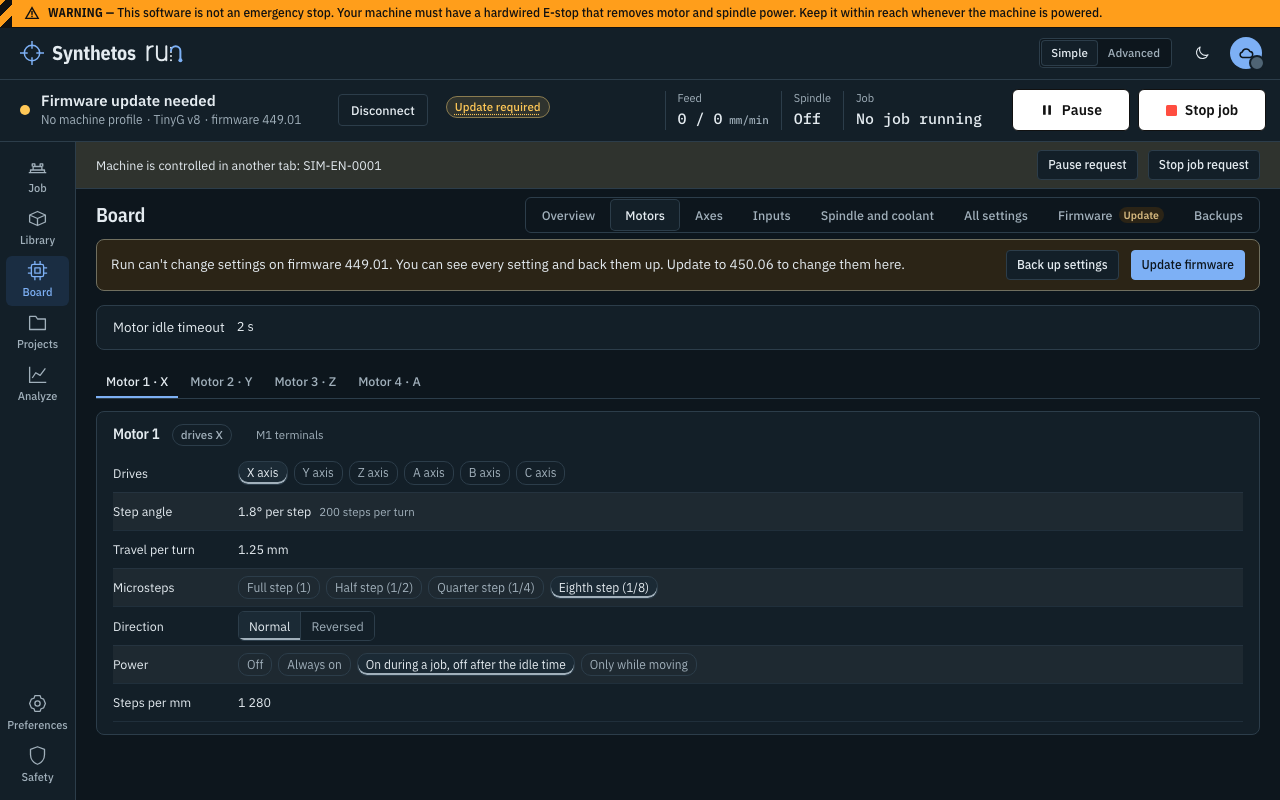 WARNING — This software is not an emergency stop. Your machine must have a hardwired E-stop that removes motor and spindle power. Keep it within reach whenever the machine is powered.
Synthetos run
Simple Advanced
Firmware update needed
No machine profile · TinyG v8 · firmware 449.01
Disconnect
Update required
Feed
0 / 0 mm/min
Spindle
Off
Job
No job running
Pause
Stop job
Machine is controlled in another tab: SIM-EN-0001
Pause request
Stop job request
Job
Library
Board
Projects
Analyze
Preferences
Safety
Board
Overview Motors Axes Inputs Spindle and coolant All settings Firmware Update Backups
Run can't change settings on firmware 449.01. You can see every setting and back them up. Update to 450.06 to change them here.
Back up settings
Update firmware
Motor idle timeout 2 s
Motor 1 · X Motor 2 · Y Motor 3 · Z Motor 4 · A
Motor 1 drives X M1 terminals
Drives X axis Y axis Z axis A axis B axis C axis
Step angle 1.8° per step 200 steps per turn
Travel per turn 1.25 mm
Microsteps Full step (1) Half step (1/2) Quarter step (1/4) Eighth step (1/8)
Direction Normal Reversed
Power Off Always on On during a job, off after the idle time Only while moving
Steps per mm 1 280